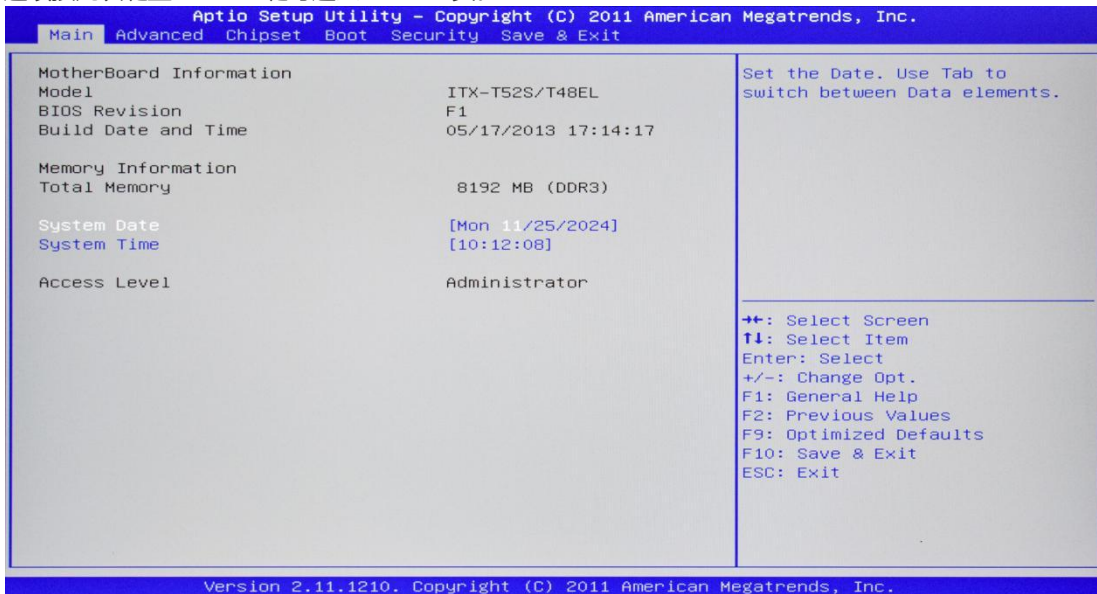 Aptio Setup Utility – Copyright (C) 2011 American Megatrends, Inc.
Main Advanced Chipset Boot Security Save & Exit
MotherBoard Information
Model ITX-T52S/T48EL
BIOS Revision F1
Build Date and Time 05/17/2013 17:14:17
Memory Information
Total Memory 8192 MB (DDR3)
System Date [Mon 11/25/2024]
System Time [10:12:08]
Access Level Administrator
Set the Date. Use Tab to
switch between Data elements.
→←: Select Screen
↑↓: Select Item
Enter: Select
+/-: Change Opt.
F1: General Help
F2: Previous Values
F9: Optimized Defaults
F10: Save & Exit
ESC: Exit
Version 2.11.1210. Copyright (C) 2011 American Megatrends, Inc.